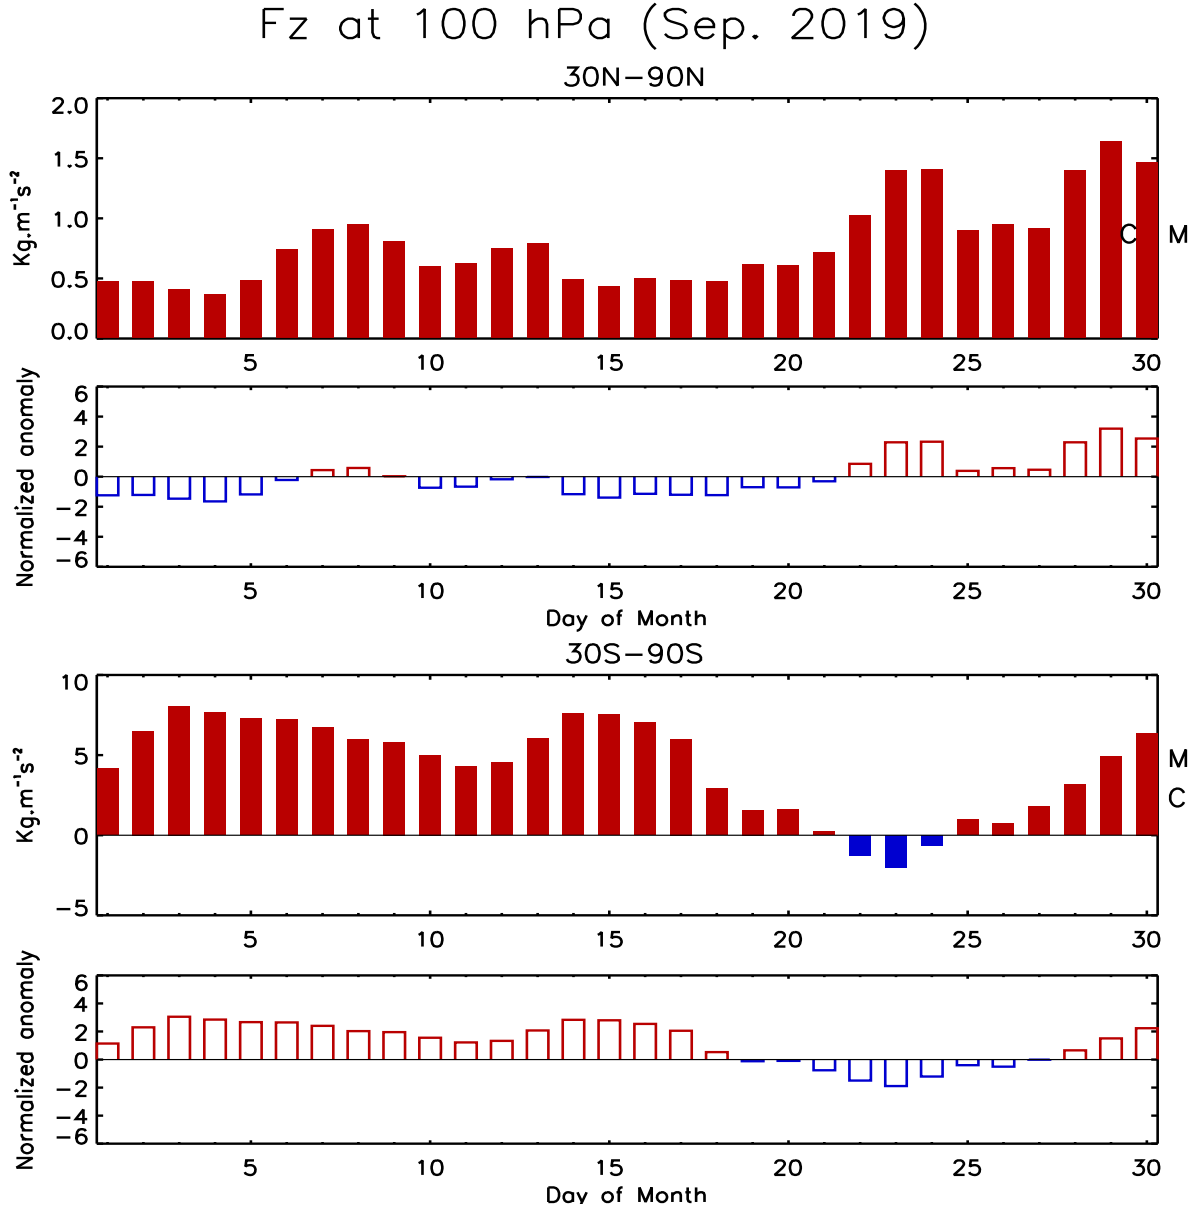 Fz at 100 hPa (Sep. 2019)
30N−90N
Kg.m⁻¹s⁻²
2.0
1.5
1.0
0.5
0.0
C M
5 10 15 20 25 30
Normalized anomaly
6
4
2
0
−2
−4
−6
5 10 15 20 25 30
Day of Month
30S−90S
Kg.m⁻¹s⁻²
10
5
0
−5
M
C
5 10 15 20 25 30
Normalized anomaly
6
4
2
0
−2
−4
−6
5 10 15 20 25 30
Day of Month